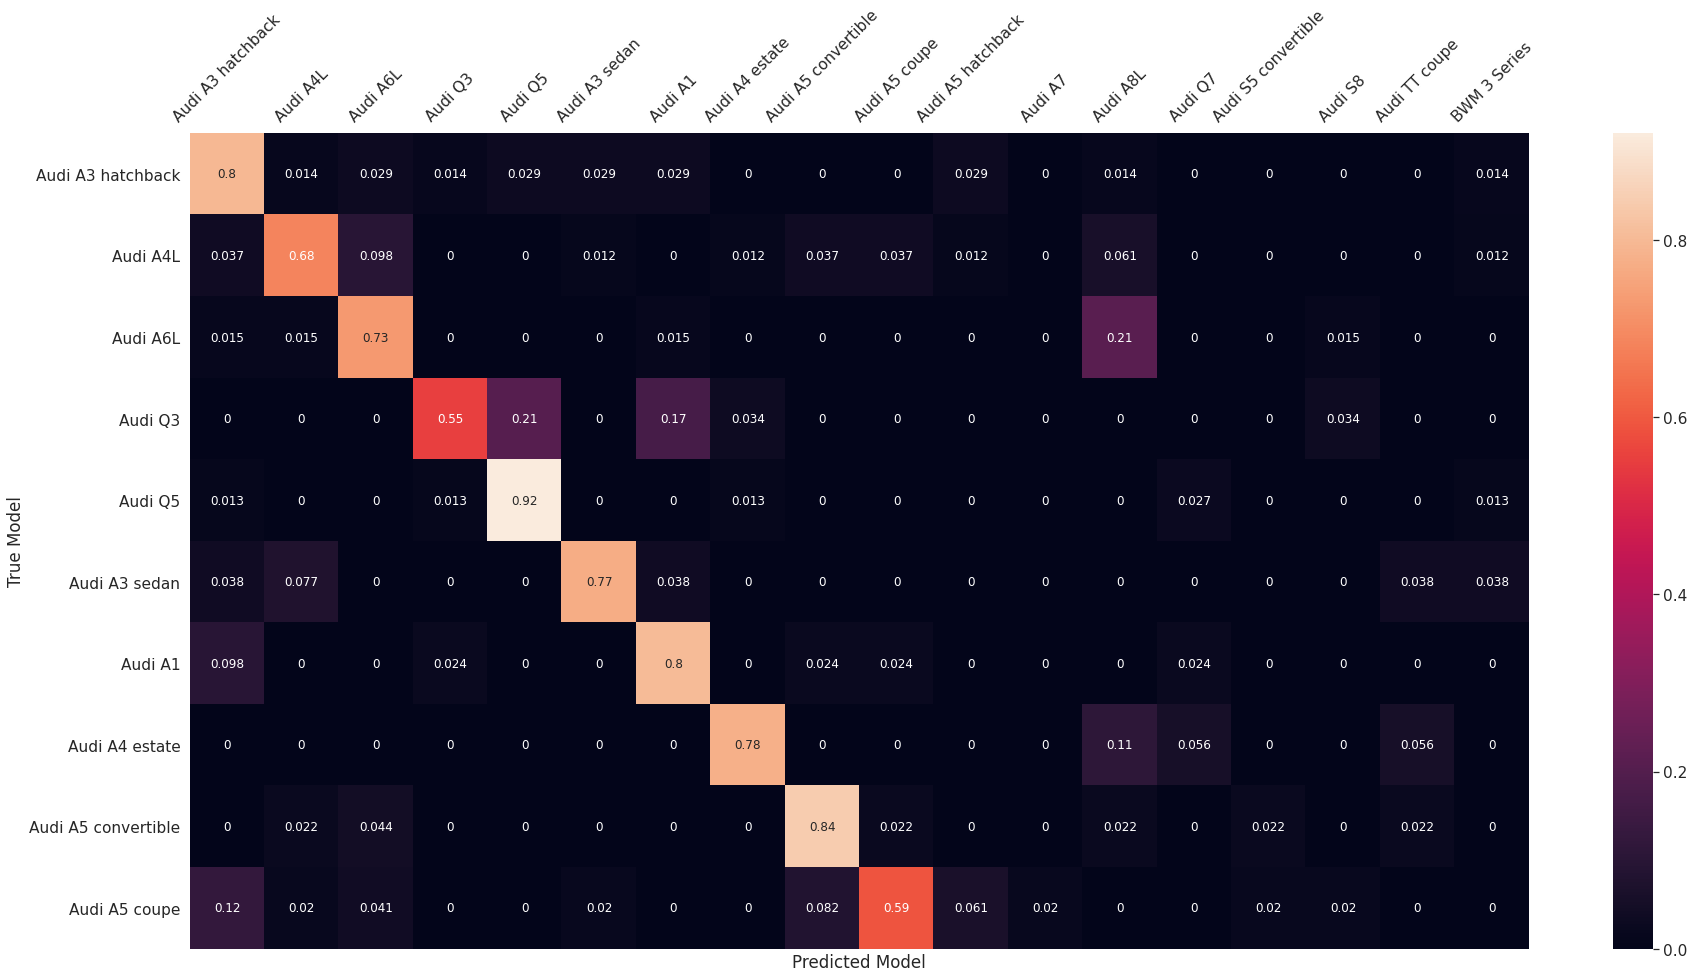 Audi A3 hatchback Audi A4L Audi A6L Audi Q3 Audi Q5 Audi A3 sedan Audi A1 Audi A4 estate Audi A5 convertible Audi A5 coupe Audi A5 hatchback Audi A7 Audi A8L Audi Q7 Audi S5 convertible Audi S8 Audi TT coupe BWM 3 Series
Audi A3 hatchback 0.8 0.014 0.029 0.014 0.029 0.029 0.029 0 0 0 0.029 0 0.014 0 0 0 0 0.014
Audi A4L 0.037 0.68 0.098 0 0 0.012 0 0.012 0.037 0.037 0.012 0 0.061 0 0 0 0 0.012
Audi A6L 0.015 0.015 0.73 0 0 0 0.015 0 0 0 0 0 0.21 0 0 0.015 0 0
Audi Q3 0 0 0 0.55 0.21 0 0.17 0.034 0 0 0 0 0 0 0 0.034 0 0
Audi Q5 0.013 0 0 0.013 0.92 0 0 0.013 0 0 0 0 0 0.027 0 0 0 0.013
Audi A3 sedan 0.038 0.077 0 0 0 0.77 0.038 0 0 0 0 0 0 0 0 0 0.038 0.038
Audi A1 0.098 0 0 0.024 0 0 0.8 0 0.024 0.024 0 0 0 0.024 0 0 0 0
Audi A4 estate 0 0 0 0 0 0 0 0.78 0 0 0 0 0.11 0.056 0 0 0.056 0
Audi A5 convertible 0 0.022 0.044 0 0 0 0 0 0.84 0.022 0 0 0.022 0 0.022 0 0.022 0
Audi A5 coupe 0.12 0.02 0.041 0 0 0.02 0 0 0.082 0.59 0.061 0.02 0 0 0.02 0.02 0 0
True Model
Predicted Model
0.8
0.6
0.4
0.2
0.0